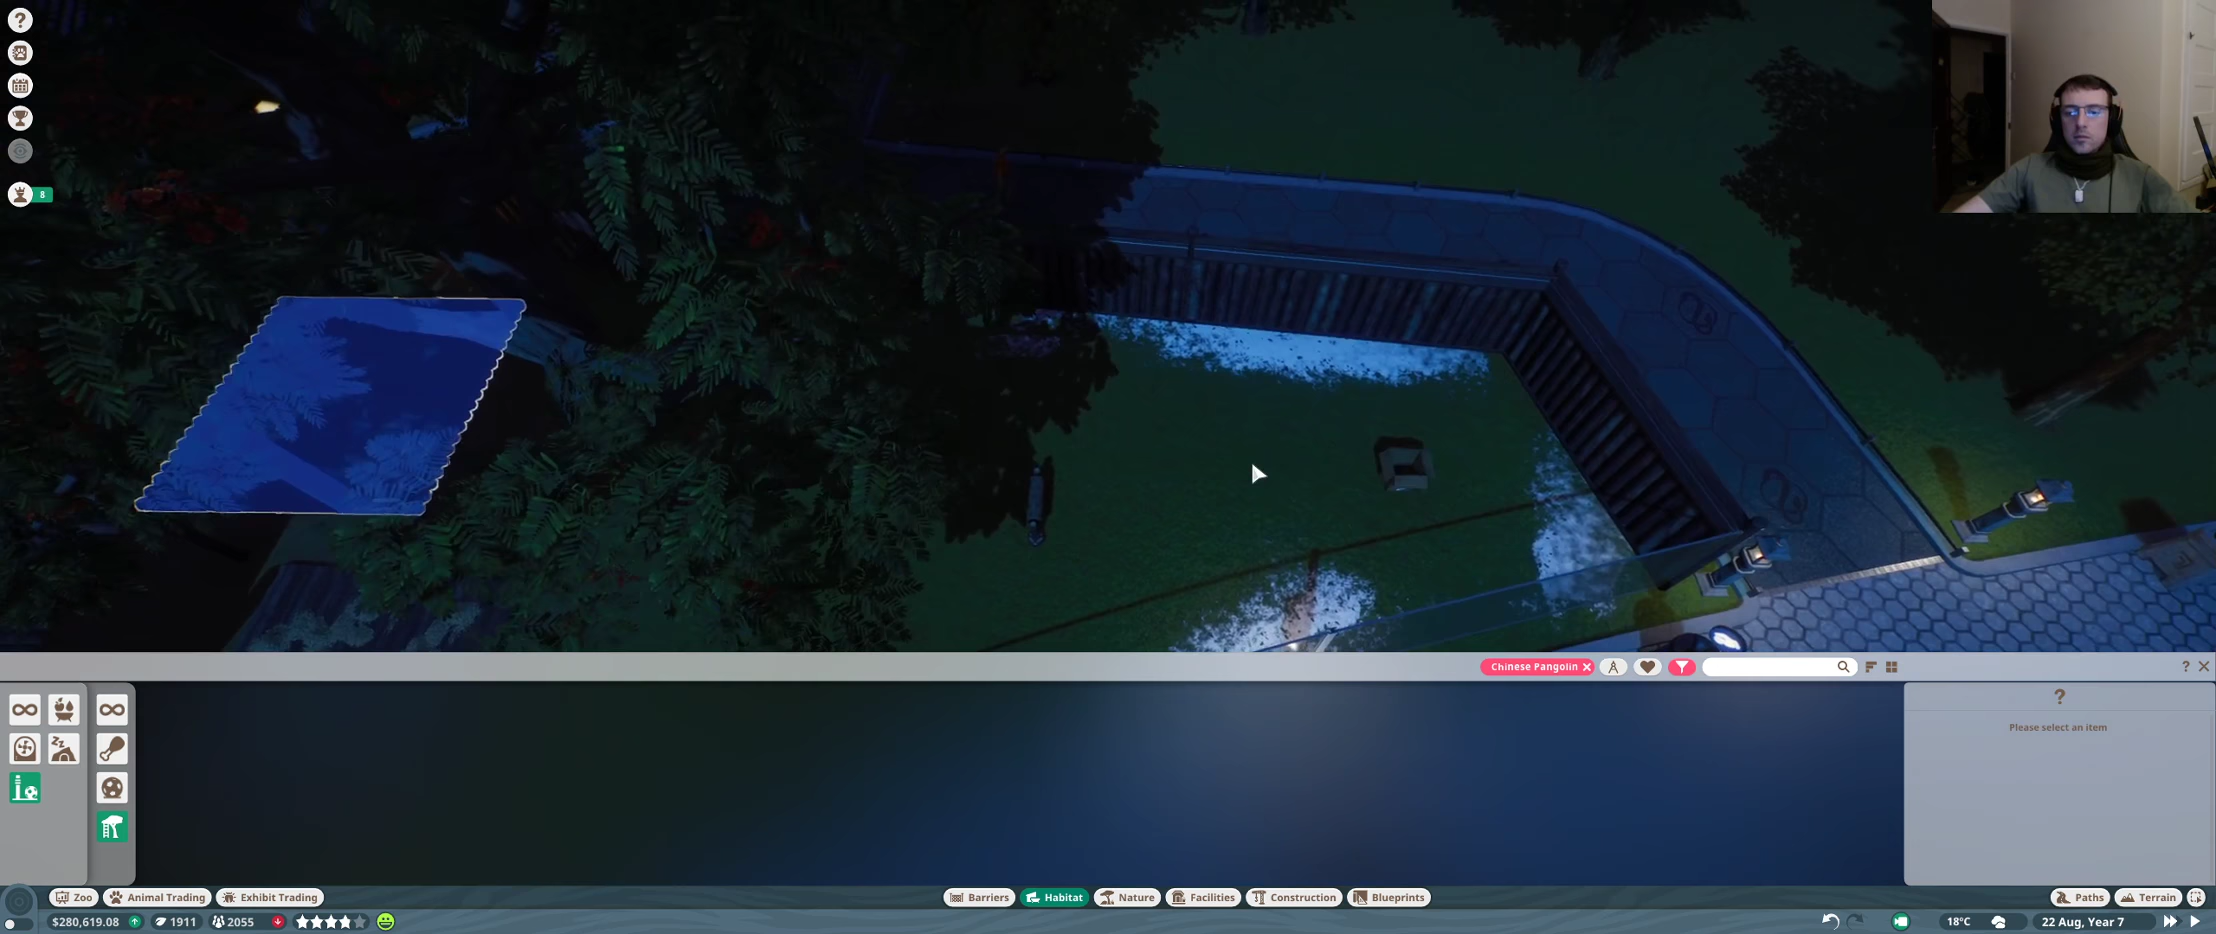 ?
8
Chinese Pangolin ×
? ×
?
Please select an item
Zoo
Animal Trading
Exhibit Trading
Barriers
Habitat
Nature
Facilities
Construction
Blueprints
Paths
Terrain
$280,619.08
1911
2055
18°C
22 Aug, Year 7